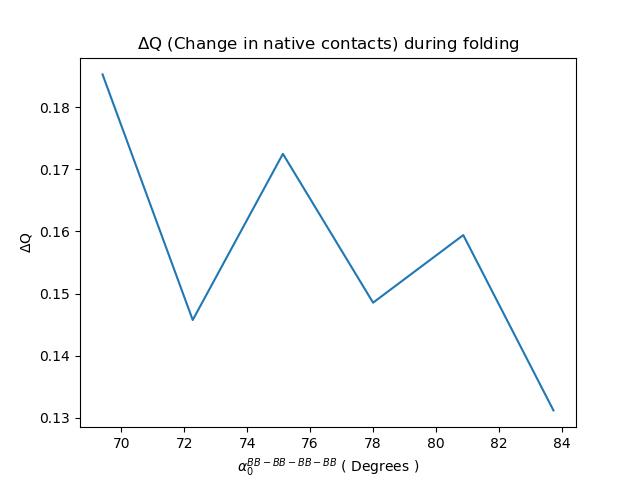 ΔQ (Change in native contacts) during folding
0.18
0.17
0.16
0.15
0.14
0.13
ΔQ
70 72 74 76 78 80 82 84
α₀^{BB−BB−BB−BB} ( Degrees )